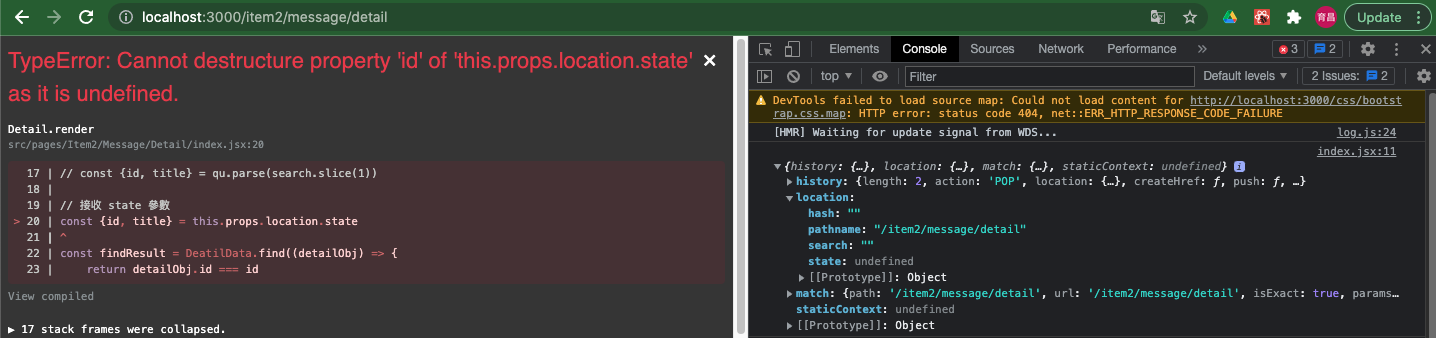 localhost:3000/item2/message/detail
育昌
Update
TypeError: Cannot destructure property 'id' of 'this.props.location.state'
as it is undefined.
Detail.render
src/pages/Item2/Message/Detail/index.jsx:20
17 | // const {id, title} = qu.parse(search.slice(1))
18 |
19 | // 接收 state 參數
> 20 | const {id, title} = this.props.location.state
21 | ^
22 | const findResult = DeatilData.find((detailObj) => {
23 |     return detailObj.id === id
View compiled
▶ 17 stack frames were collapsed.
Elements Console Sources Network Performance » 3 2
top ▼ Filter Default levels ▼ 2 Issues: 2
DevTools failed to load source map: Could not load content for http://localhost:3000/css/bootst
rap.css.map: HTTP error: status code 404, net::ERR_HTTP_RESPONSE_CODE_FAILURE
[HMR] Waiting for update signal from WDS... log.js:24
index.jsx:11
▼{history: {…}, location: {…}, match: {…}, staticContext: undefined} i
▶history: {length: 2, action: 'POP', location: {…}, createHref: ƒ, push: ƒ, …}
▼location:
hash: ""
pathname: "/item2/message/detail"
search: ""
state: undefined
▶[[Prototype]]: Object
▶match: {path: '/item2/message/detail', url: '/item2/message/detail', isExact: true, params…
staticContext: undefined
▶[[Prototype]]: Object